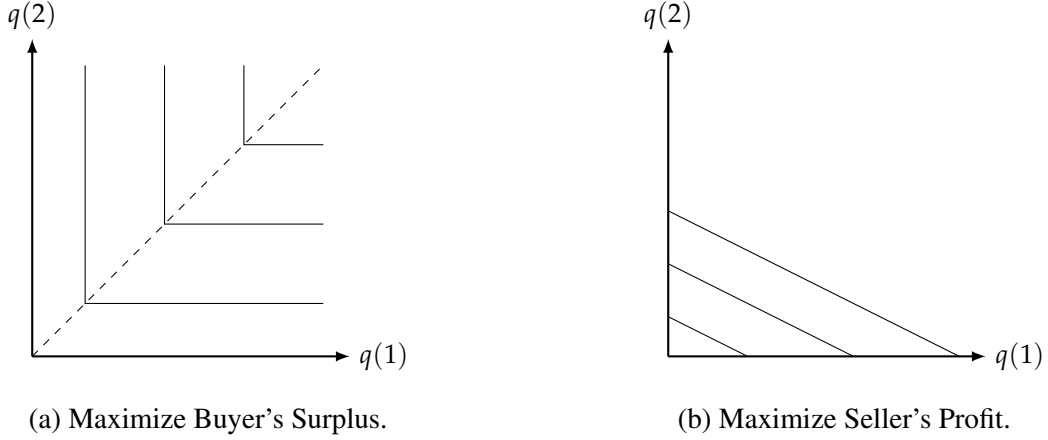 q(2)
q(1)
(a) Maximize Buyer's Surplus.
q(2)
q(1)
(b) Maximize Seller's Profit.